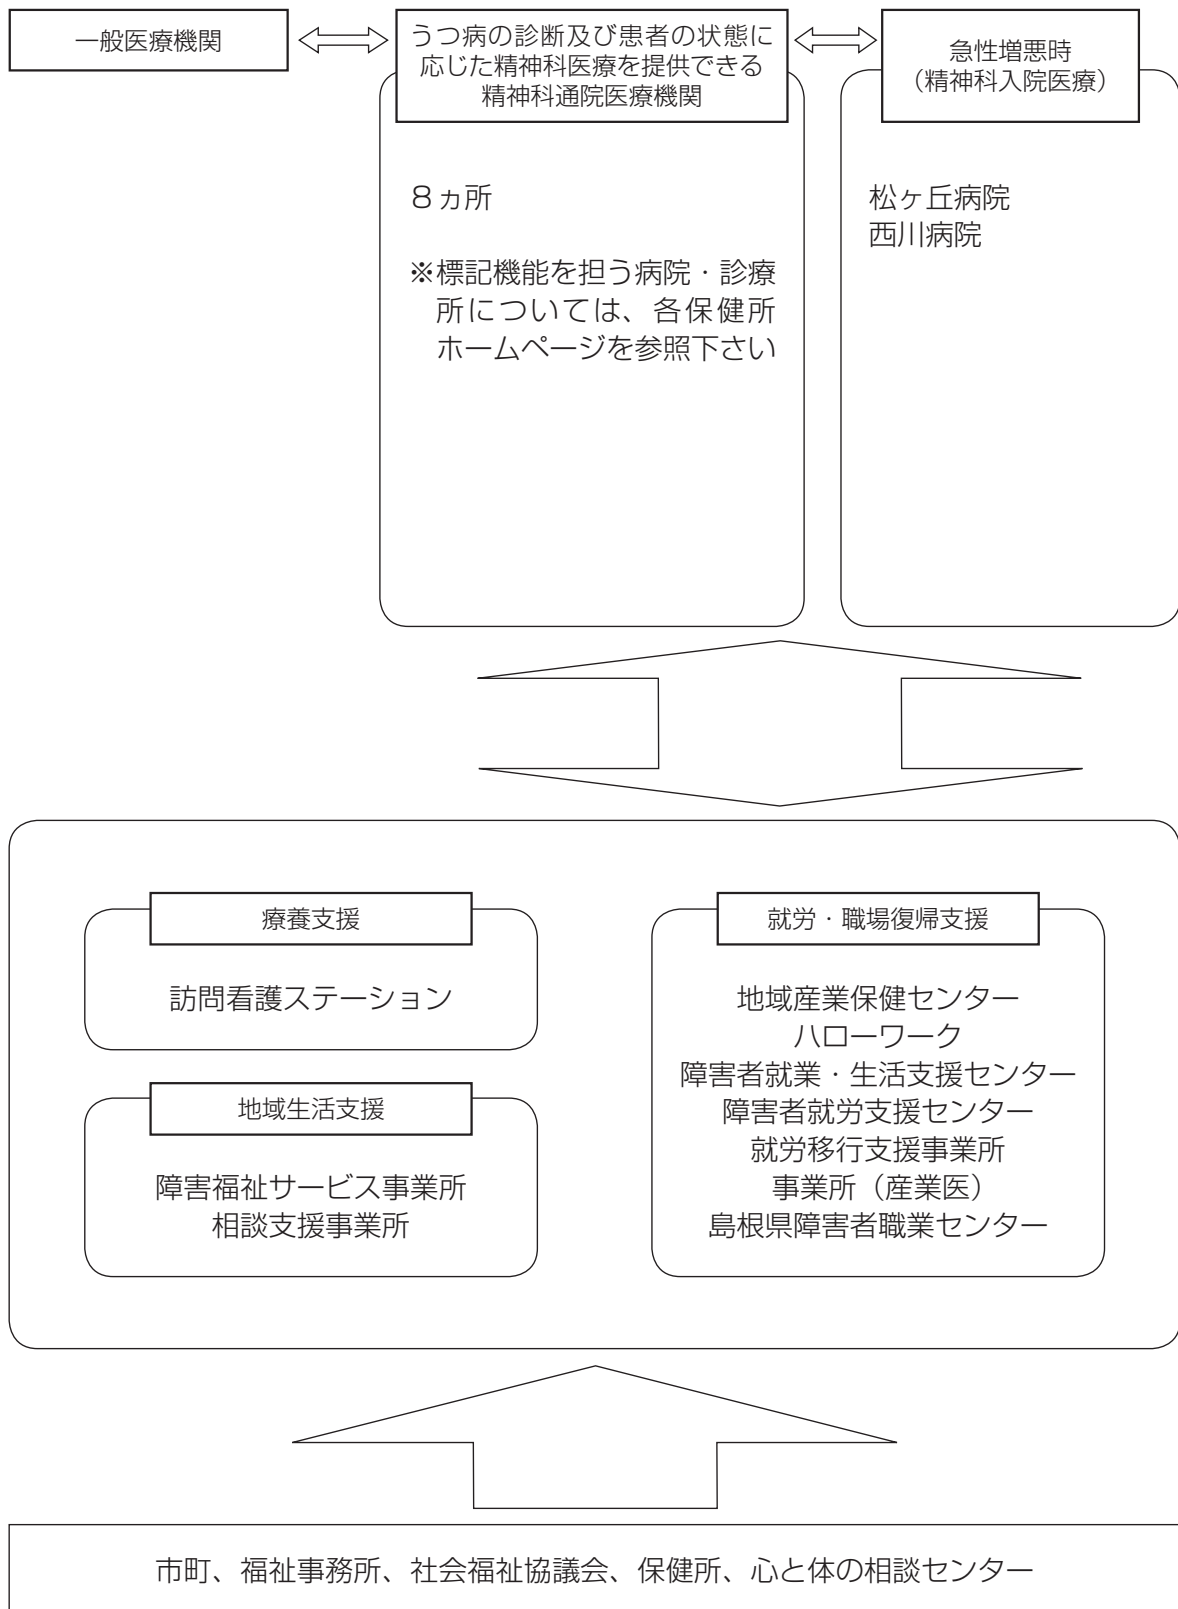 一般医療機関
うつ病の診断及び患者の状態に
応じた精神科医療を提供できる
精神科通院医療機関
急性増悪時
（精神科入院医療）
８ヵ所
※標記機能を担う病院・診療
所については、各保健所
ホームページを参照下さい
松ヶ丘病院
西川病院
療養支援
訪問看護ステーション
地域生活支援
障害福祉サービス事業所
相談支援事業所
就労・職場復帰支援
地域産業保健センター
ハローワーク
障害者就業・生活支援センター
障害者就労支援センター
就労移行支援事業所
事業所（産業医）
島根県障害者職業センター
市町、福祉事務所、社会福祉協議会、保健所、心と体の相談センター